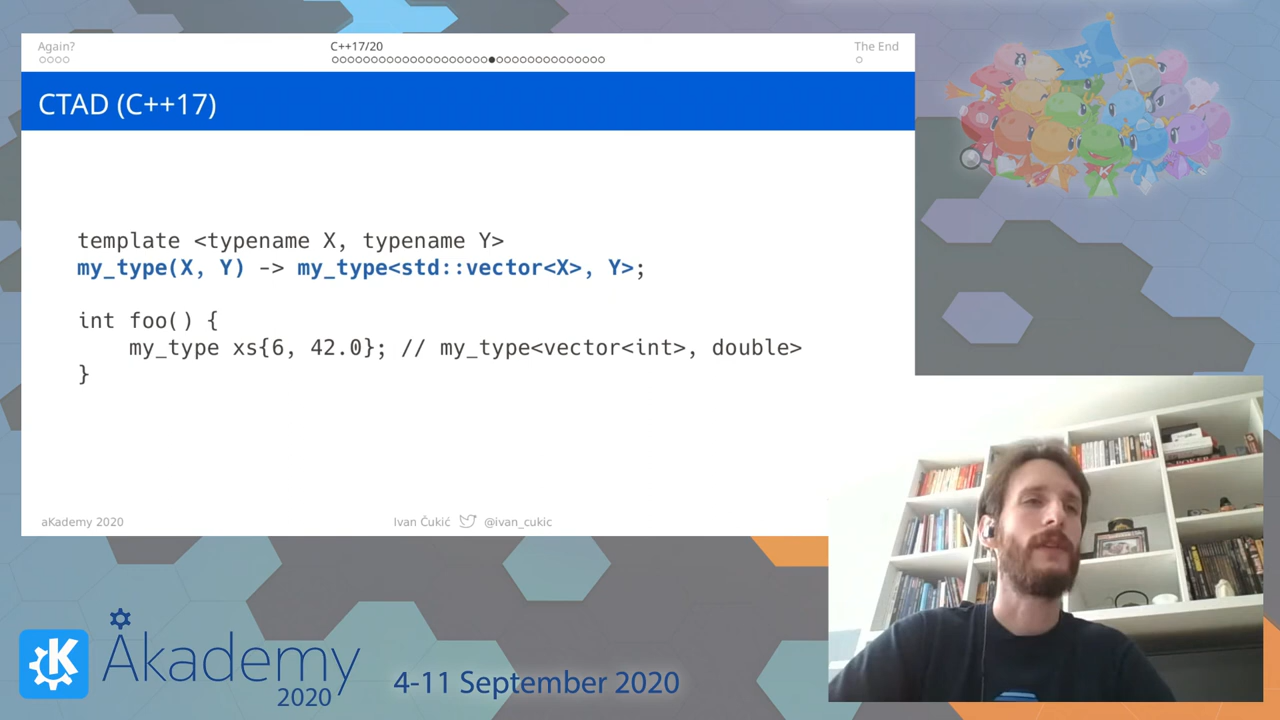 Again?
C++17/20
The End
CTAD (C++17)
template <typename X, typename Y>
my_type(X, Y) -> my_type<std::vector<X>, Y>;
int foo() {
    my_type xs{6, 42.0}; // my_type<vector<int>, double>
}
aKademy 2020
Ivan Čukić
@ivan_cukic
K
Akademy
2020
4-11 September 2020